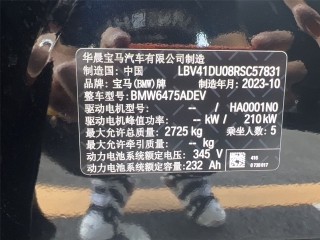 华晨宝马汽车有限公司制造
制造国：中国 LBV41DU08RSC57831
品牌：宝马(BMW)牌 制造年月：2023-10
整车型号：BMW6475ADEV
驱动电机型号：--/ HA0001N0
驱动电机峰值功率：-- kW / 210 kW
最大允许总质量：2725 kg 乘坐人数：5
最大允许牵引质量：-- kg
动力电池系统额定电压：345 V
动力电池系统额定容量：232 Ah